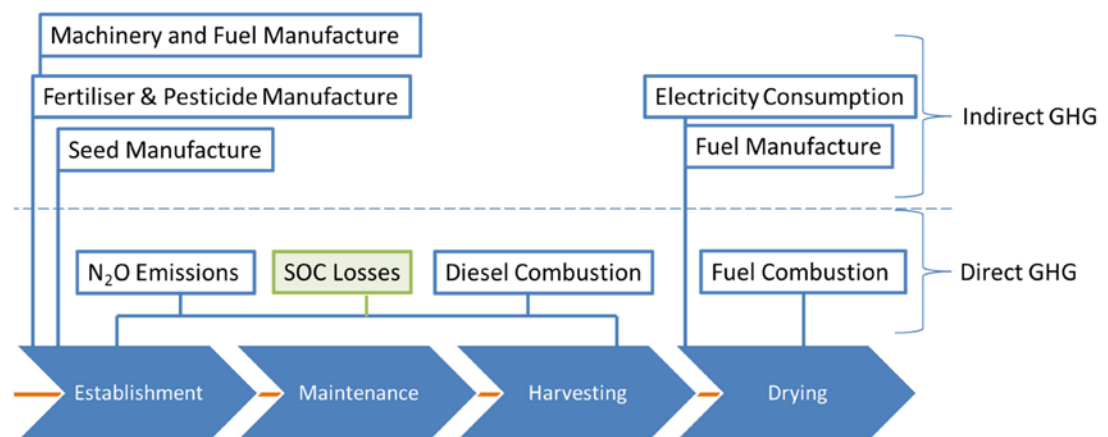 Machinery and Fuel Manufacture
Fertiliser & Pesticide Manufacture
Electricity Consumption
Indirect GHG
Seed Manufacture
Fuel Manufacture
N₂O Emissions
SOC Losses
Diesel Combustion
Fuel Combustion
Direct GHG
Establishment
Maintenance
Harvesting
Drying